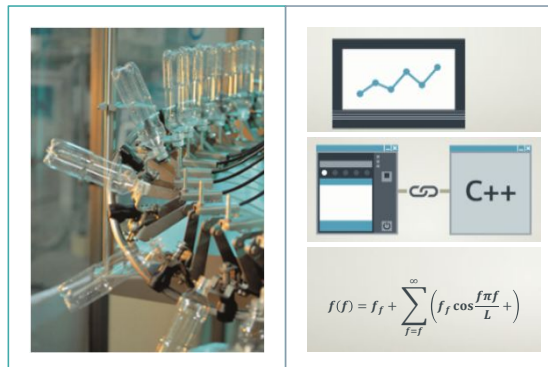 C++
f(f) = f_f + ∑_{f=f}^{∞} (f_f cos fπf/L +)